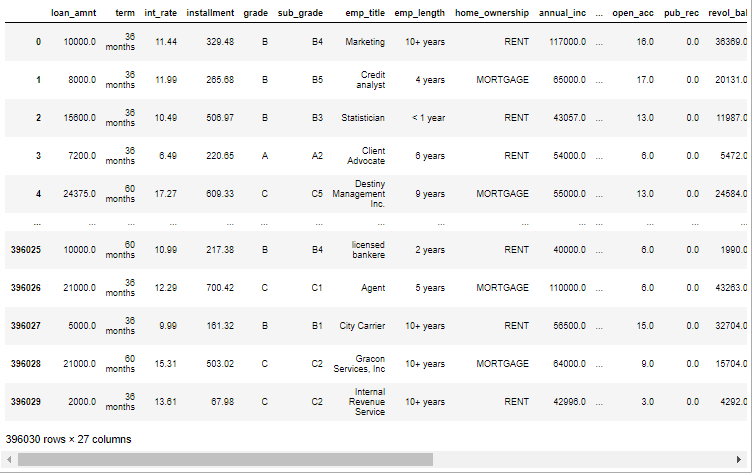 loan_amnt term int_rate installment grade sub_grade emp_title emp_length home_ownership annual_inc ... open_acc pub_rec revol_bal
0 10000.0 36 months 11.44 329.48 B B4 Marketing 10+ years RENT 117000.0 ... 16.0 0.0 36369.0
1 8000.0 36 months 11.99 265.68 B B5 Credit analyst 4 years MORTGAGE 65000.0 ... 17.0 0.0 20131.0
2 15600.0 36 months 10.49 506.97 B B3 Statistician < 1 year RENT 43057.0 ... 13.0 0.0 11987.0
3 7200.0 36 months 6.49 220.65 A A2 Client Advocate 6 years RENT 54000.0 ... 6.0 0.0 5472.0
4 24375.0 60 months 17.27 609.33 C C5 Destiny Management Inc. 9 years MORTGAGE 55000.0 ... 13.0 0.0 24584.0
... ... ... ... ... ... ... ... ... ... ... ... ... ... ...
396025 10000.0 60 months 10.99 217.38 B B4 licensed bankere 2 years RENT 40000.0 ... 6.0 0.0 1990.0
396026 21000.0 36 months 12.29 700.42 C C1 Agent 5 years MORTGAGE 110000.0 ... 6.0 0.0 43263.0
396027 5000.0 36 months 9.99 161.32 B B1 City Carrier 10+ years RENT 56500.0 ... 15.0 0.0 32704.0
396028 21000.0 60 months 15.31 503.02 C C2 Gracon Services, Inc 10+ years MORTGAGE 64000.0 ... 9.0 0.0 15704.0
396029 2000.0 36 months 13.61 67.98 C C2 Internal Revenue Service 10+ years RENT 42996.0 ... 3.0 0.0 4292.0
396030 rows × 27 columns